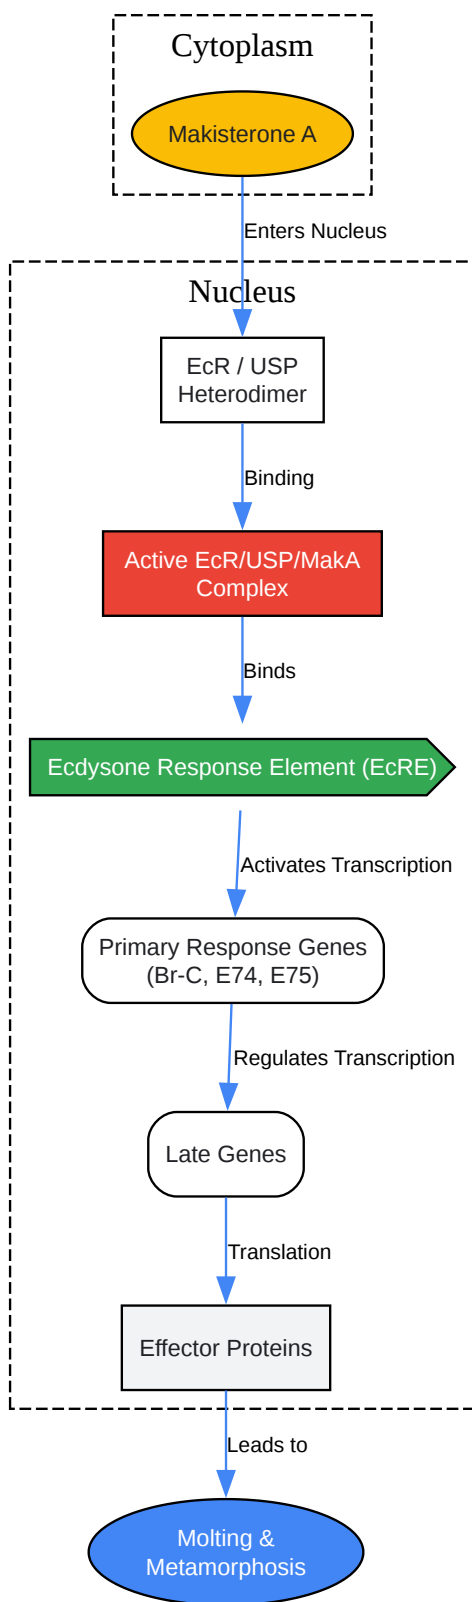 Cytoplasm
Makisterone A
Enters Nucleus
Nucleus
EcR / USP
Heterodimer
Binding
Active EcR/USP/MakA
Complex
Binds
Ecdysone Response Element (EcRE)
Activates Transcription
Primary Response Genes
(Br-C, E74, E75)
Regulates Transcription
Late Genes
Translation
Effector Proteins
Leads to
Molting &
Metamorphosis